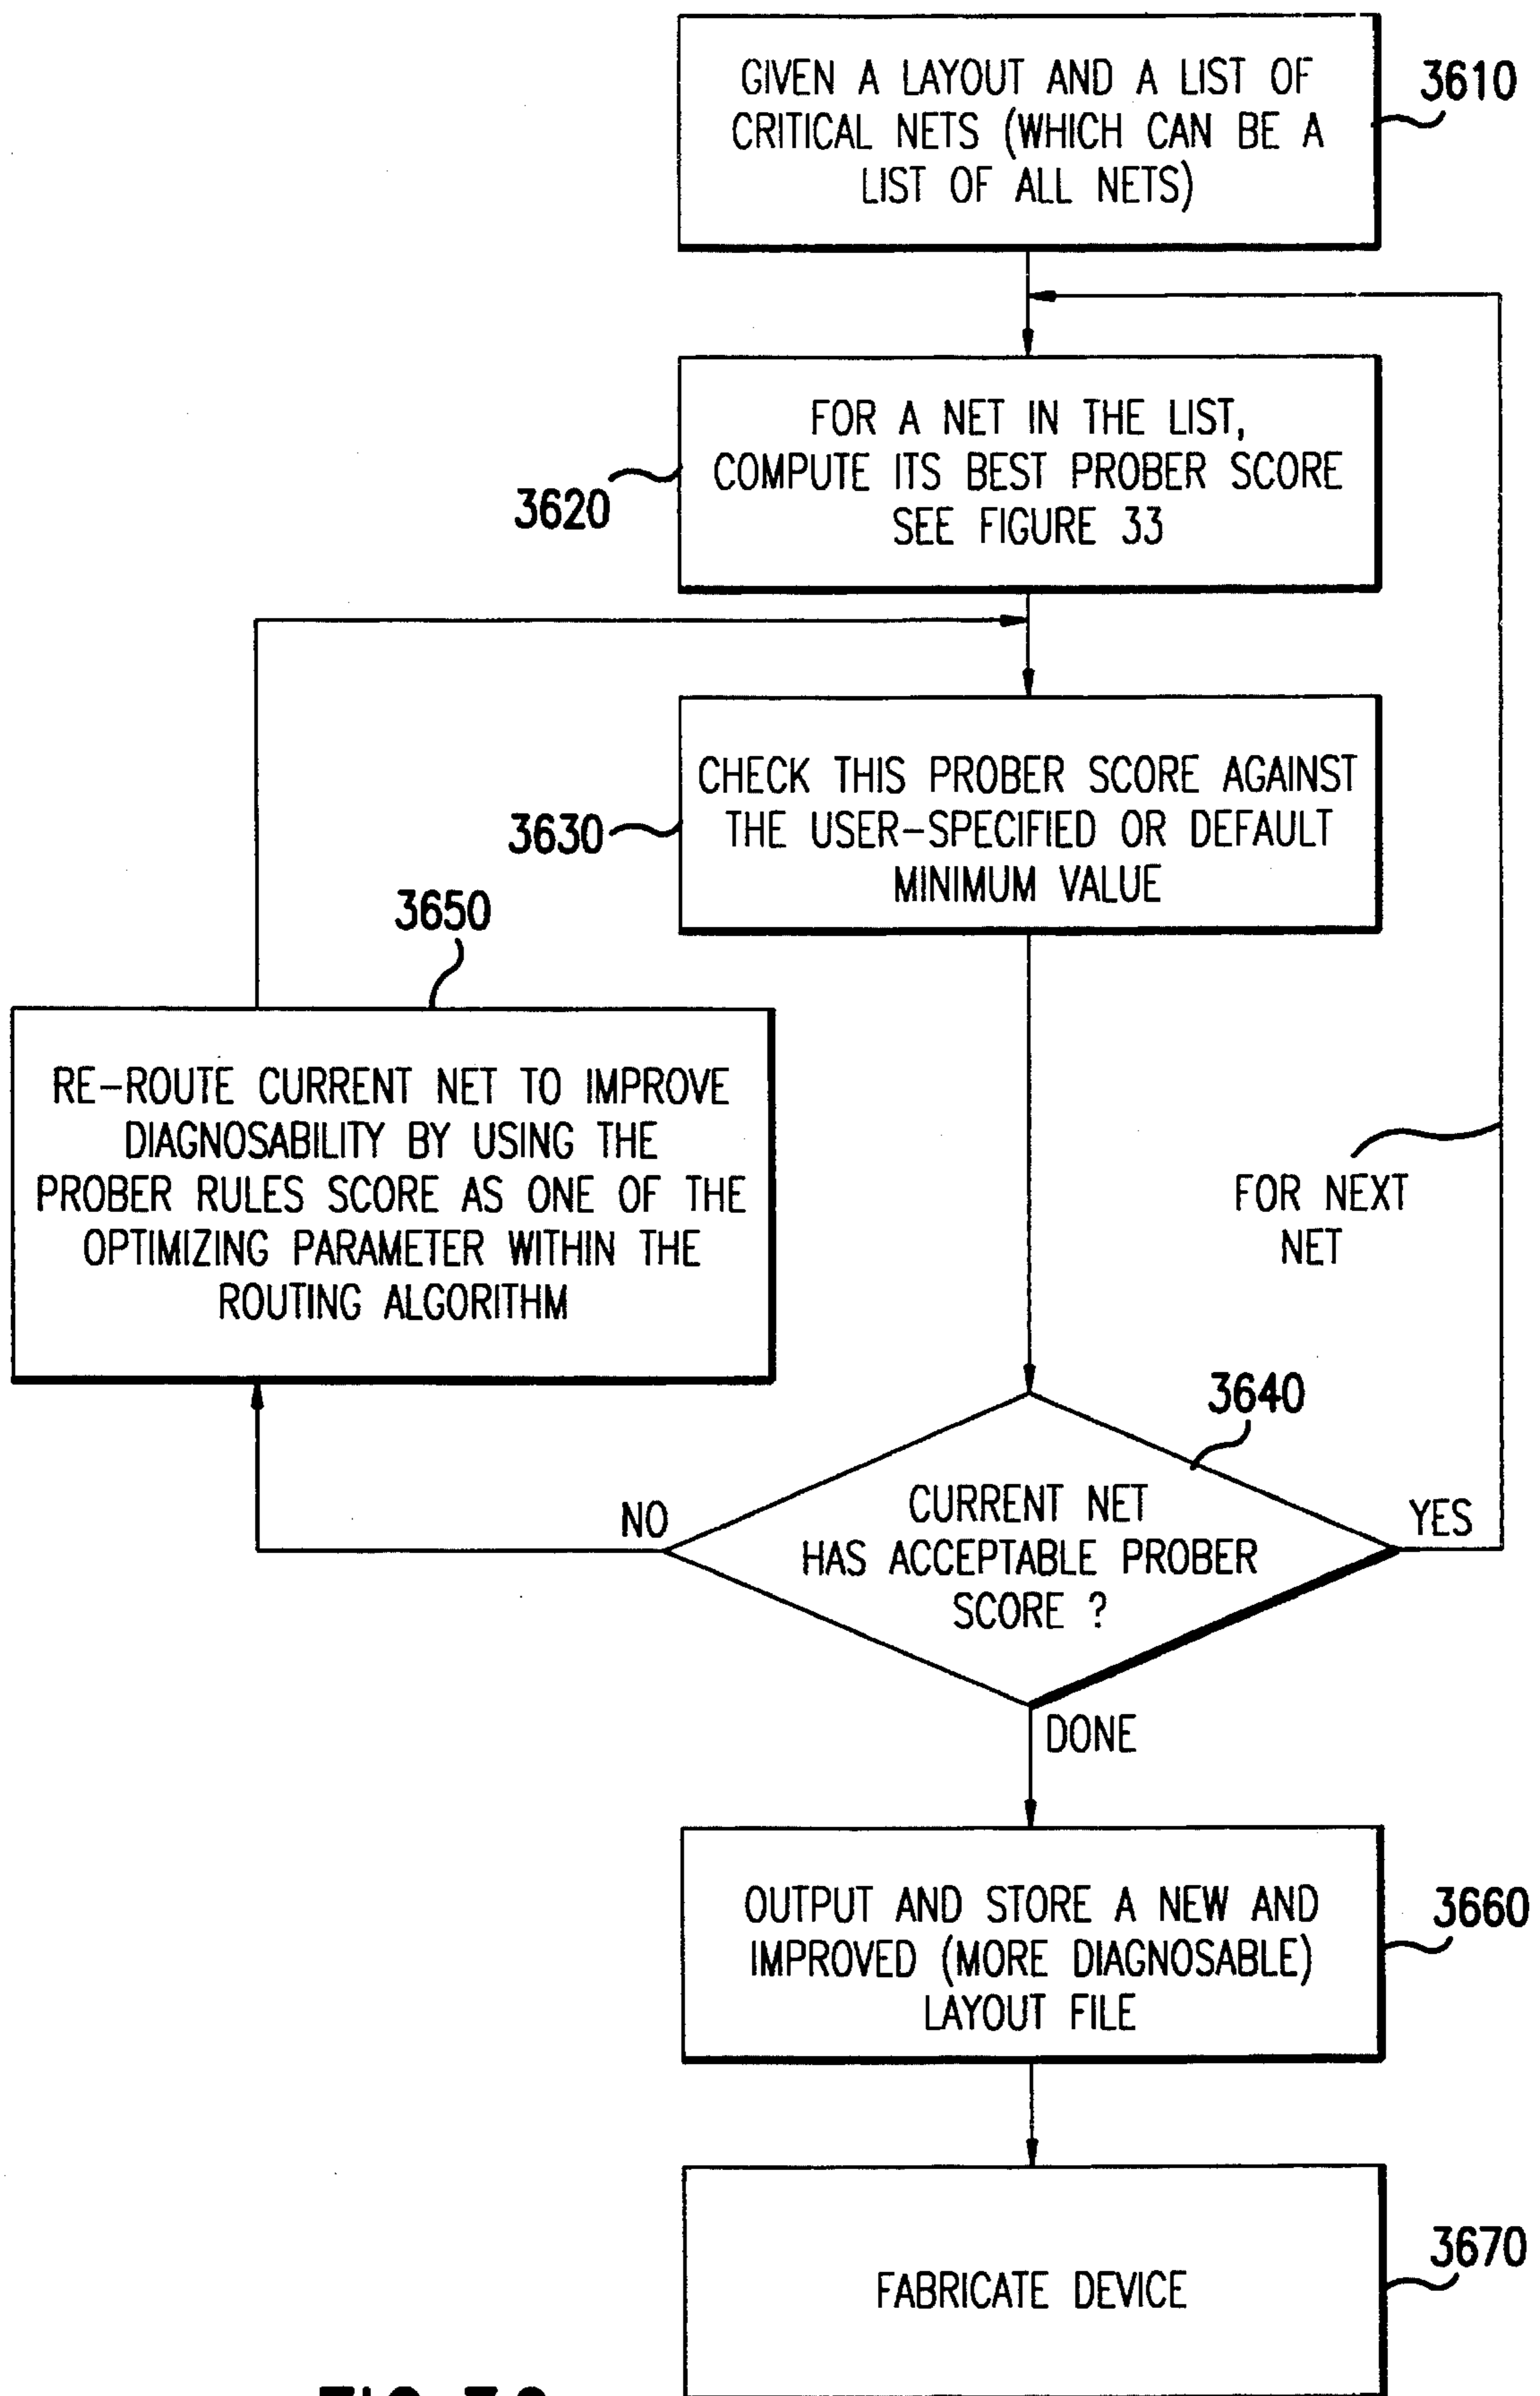 GIVEN A LAYOUT AND A LIST OF
CRITICAL NETS (WHICH CAN BE A
LIST OF ALL NETS)
3610
FOR A NET IN THE LIST,
COMPUTE ITS BEST PROBER SCORE
SEE FIGURE 33
3620
CHECK THIS PROBER SCORE AGAINST
THE USER-SPECIFIED OR DEFAULT
MINIMUM VALUE
3630
3650
RE-ROUTE CURRENT NET TO IMPROVE
DIAGNOSABILITY BY USING THE
PROBER RULES SCORE AS ONE OF THE
OPTIMIZING PARAMETER WITHIN THE
ROUTING ALGORITHM
FOR NEXT
NET
3640
CURRENT NET
HAS ACCEPTABLE PROBER
SCORE ?
NO
YES
DONE
OUTPUT AND STORE A NEW AND
IMPROVED (MORE DIAGNOSABLE)
LAYOUT FILE
3660
FABRICATE DEVICE
3670